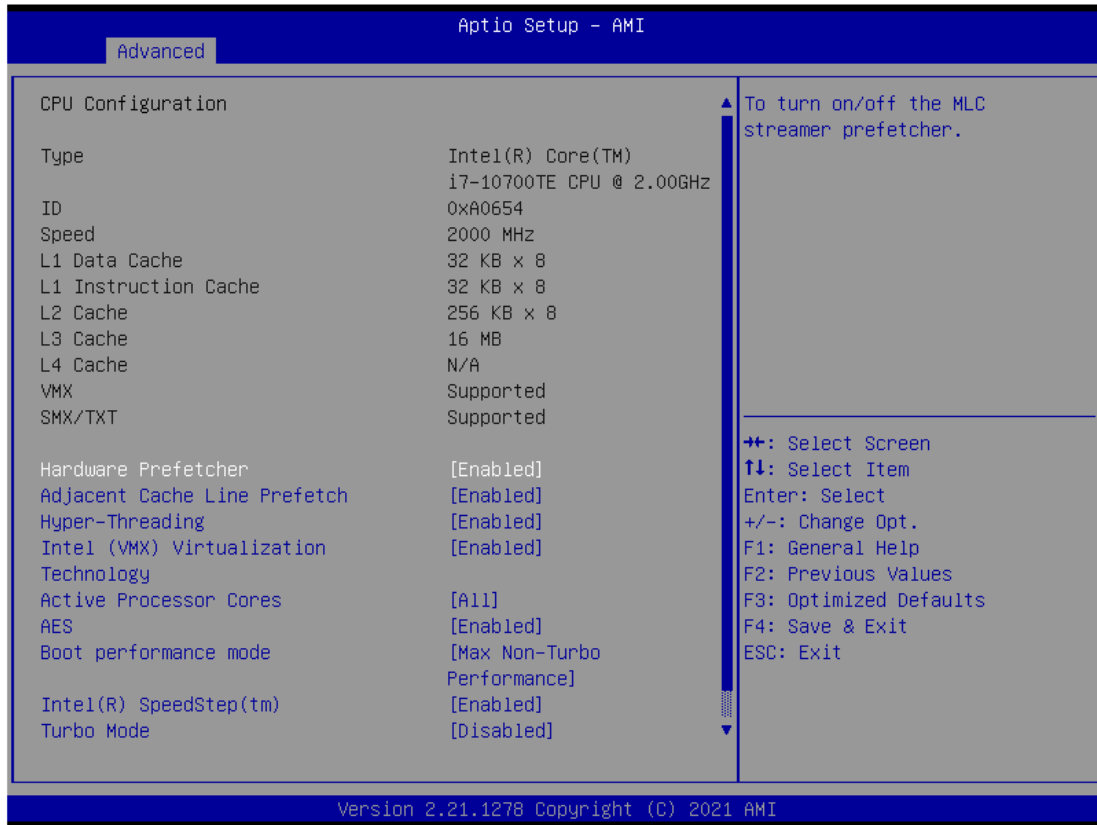 Aptio Setup – AMI
Advanced
CPU Configuration
Type Intel(R) Core(TM)
i7-10700TE CPU @ 2.00GHz
ID 0xA0654
Speed 2000 MHz
L1 Data Cache 32 KB x 8
L1 Instruction Cache 32 KB x 8
L2 Cache 256 KB x 8
L3 Cache 16 MB
L4 Cache N/A
VMX Supported
SMX/TXT Supported
Hardware Prefetcher [Enabled]
Adjacent Cache Line Prefetch [Enabled]
Hyper-Threading [Enabled]
Intel (VMX) Virtualization [Enabled]
Technology
Active Processor Cores [All]
AES [Enabled]
Boot performance mode [Max Non-Turbo
Performance]
Intel(R) SpeedStep(tm) [Enabled]
Turbo Mode [Disabled]
To turn on/off the MLC
streamer prefetcher.
→←: Select Screen
↑↓: Select Item
Enter: Select
+/-: Change Opt.
F1: General Help
F2: Previous Values
F3: Optimized Defaults
F4: Save & Exit
ESC: Exit
Version 2.21.1278 Copyright (C) 2021 AMI